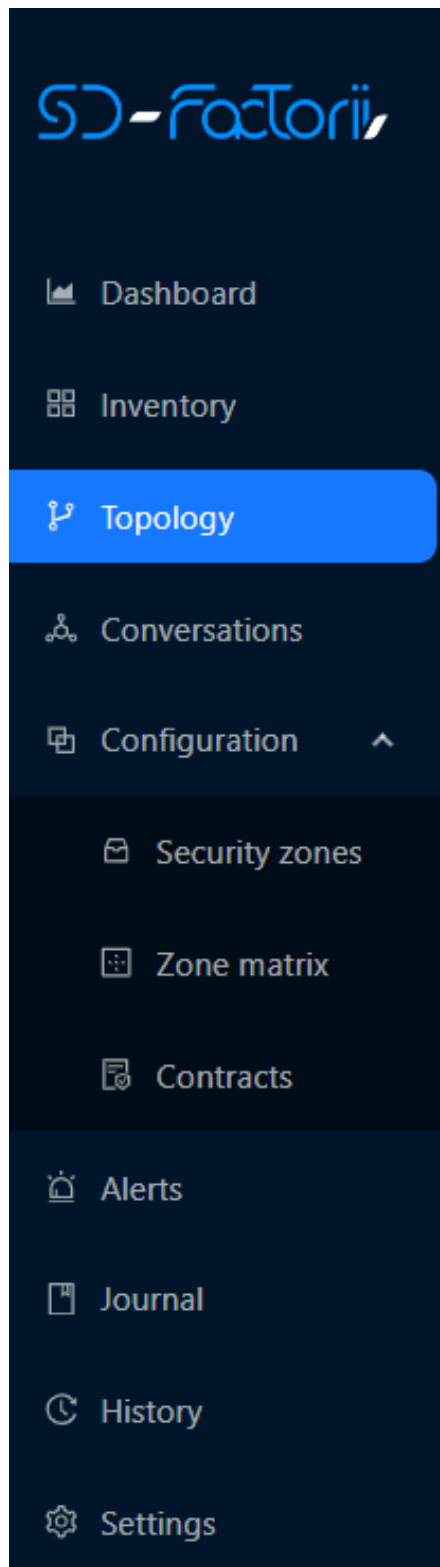 SD-Factorii
Dashboard
Inventory
Topology
Conversations
Configuration
Security zones
Zone matrix
Contracts
Alerts
Journal
History
Settings